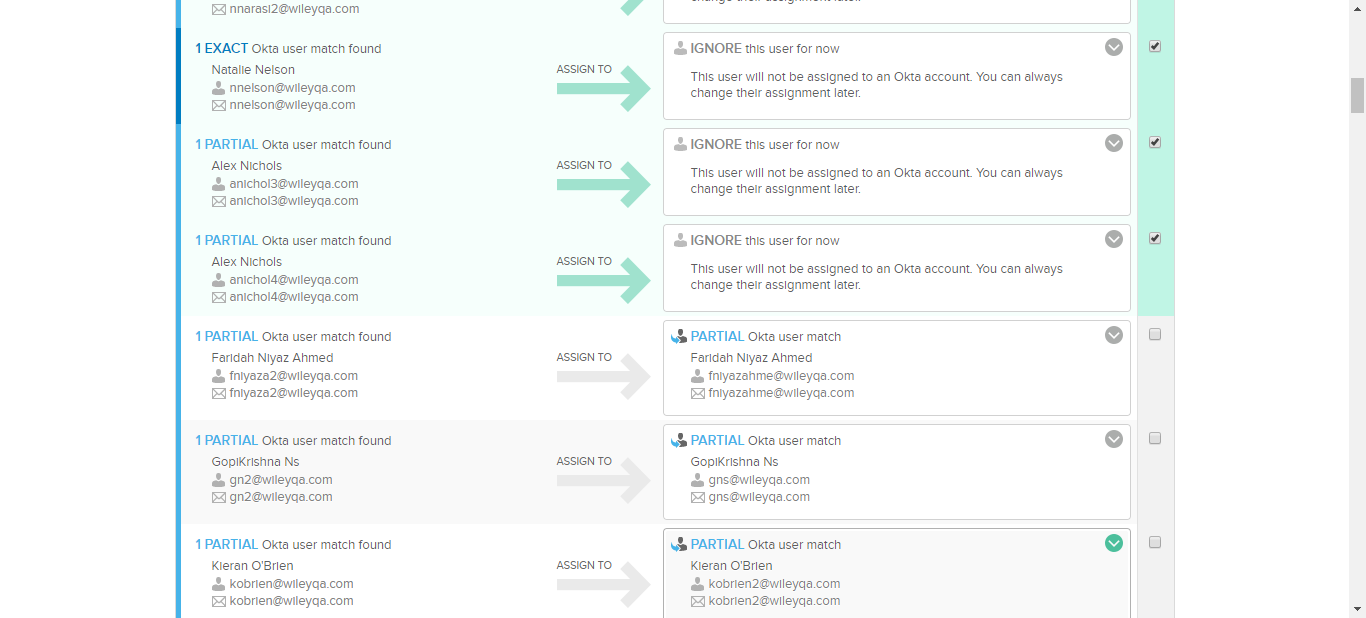 nnarasi2@wileyqa.com
change their assignment later.
1 EXACT Okta user match found
Natalie Nelson
nnelson@wileyqa.com
nnelson@wileyqa.com
ASSIGN TO
IGNORE this user for now
This user will not be assigned to an Okta account. You can always
change their assignment later.
1 PARTIAL Okta user match found
Alex Nichols
anichol3@wileyqa.com
anichol3@wileyqa.com
ASSIGN TO
IGNORE this user for now
This user will not be assigned to an Okta account. You can always
change their assignment later.
1 PARTIAL Okta user match found
Alex Nichols
anichol4@wileyqa.com
anichol4@wileyqa.com
ASSIGN TO
IGNORE this user for now
This user will not be assigned to an Okta account. You can always
change their assignment later.
1 PARTIAL Okta user match found
Faridah Niyaz Ahmed
fniyaza2@wileyqa.com
fniyaza2@wileyqa.com
ASSIGN TO
PARTIAL Okta user match
Faridah Niyaz Ahmed
fniyazahme@wileyqa.com
fniyazahme@wileyqa.com
1 PARTIAL Okta user match found
GopiKrishna Ns
gn2@wileyqa.com
gn2@wileyqa.com
ASSIGN TO
PARTIAL Okta user match
GopiKrishna Ns
gns@wileyqa.com
gns@wileyqa.com
1 PARTIAL Okta user match found
Kieran O'Brien
kobrien@wileyqa.com
kobrien@wileyqa.com
ASSIGN TO
PARTIAL Okta user match
Kieran O'Brien
kobrien2@wileyqa.com
kobrien2@wileyqa.com